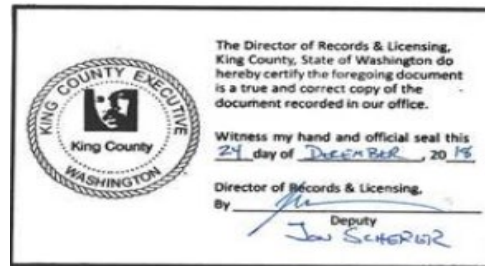 KING COUNTY EXECUTIVE
King County
WASHINGTON
The Director of Records & Licensing,
King County, State of Washington do
hereby certify the foregoing document
is a true and correct copy of the
document recorded in our office.
Witness my hand and official seal this
24 day of DECEMBER, 20 18
Director of Records & Licensing,
By
Deputy
JON